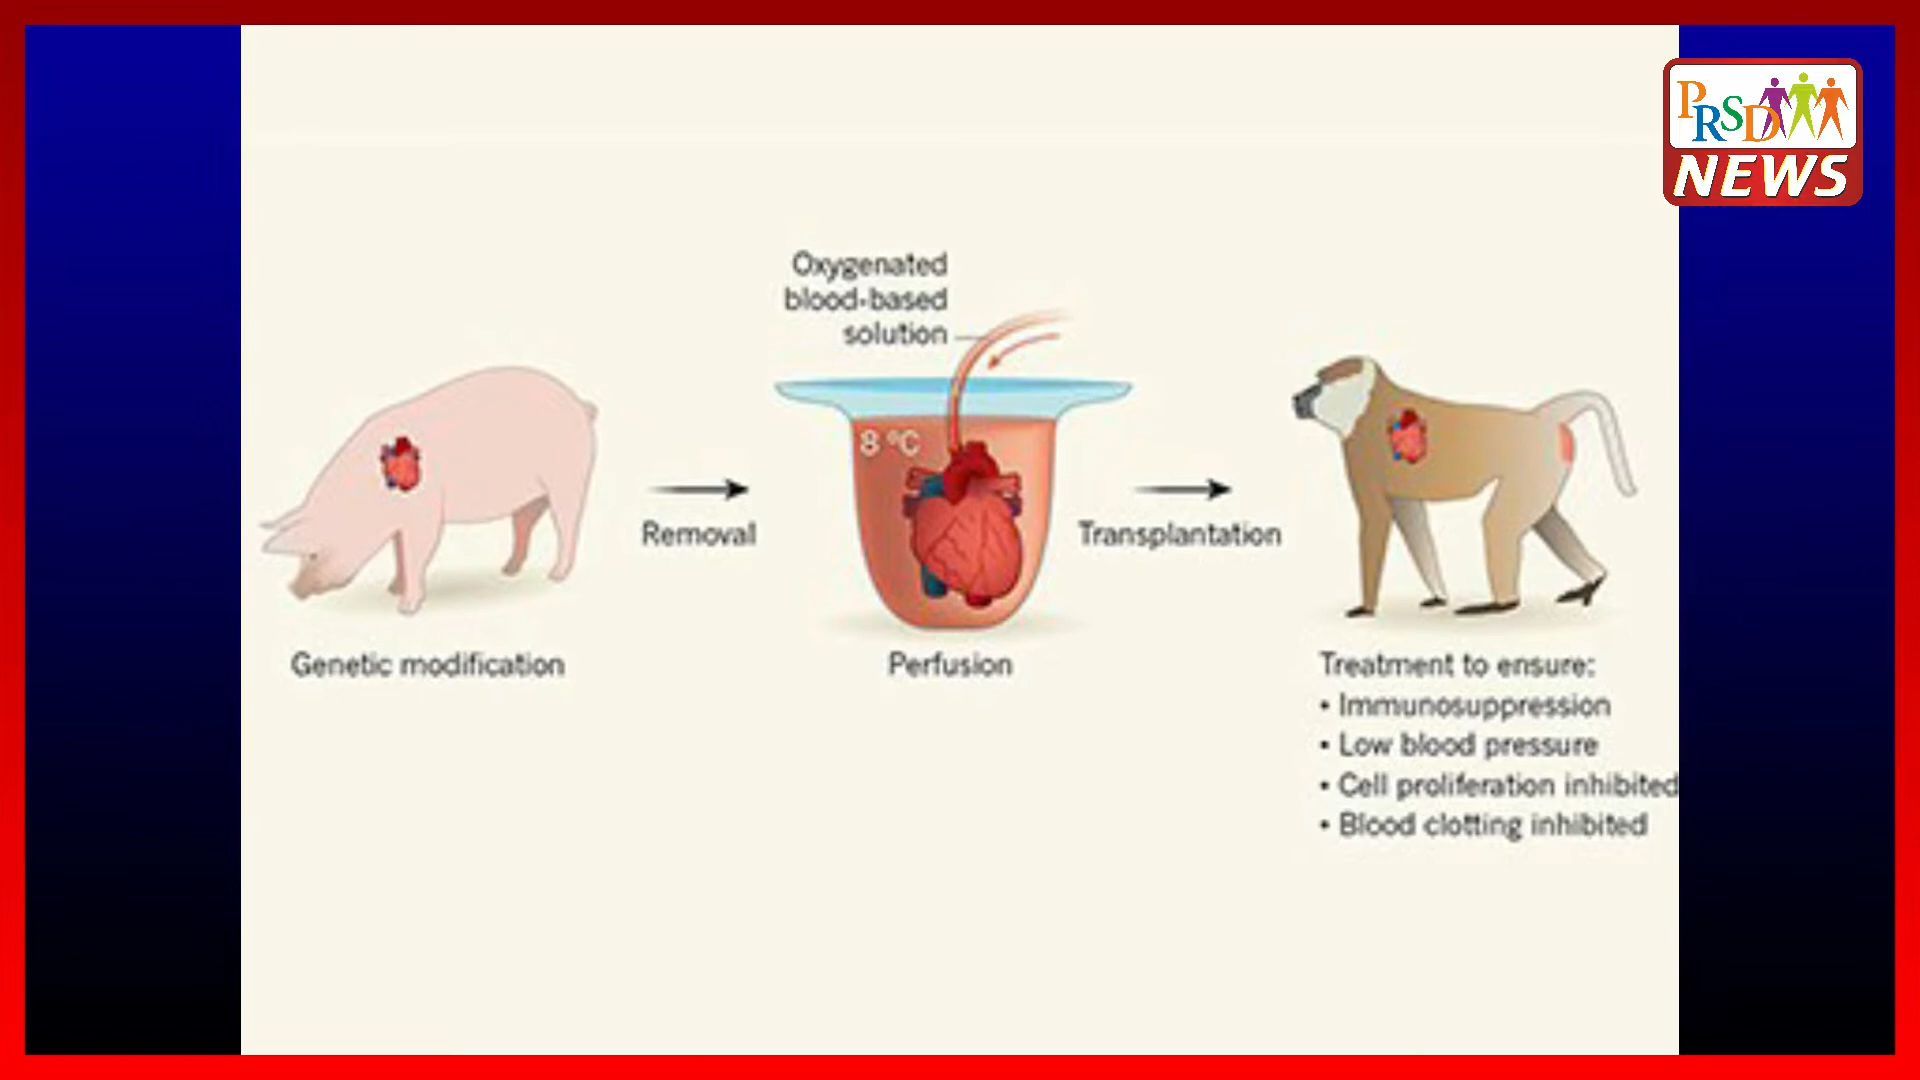 PRSD
NEWS
Oxygenated
blood-based
solution
8 °C
Removal
Transplantation
Genetic modification
Perfusion
Treatment to ensure:
• Immunosuppression
• Low blood pressure
• Cell proliferation inhibited
• Blood clotting inhibited